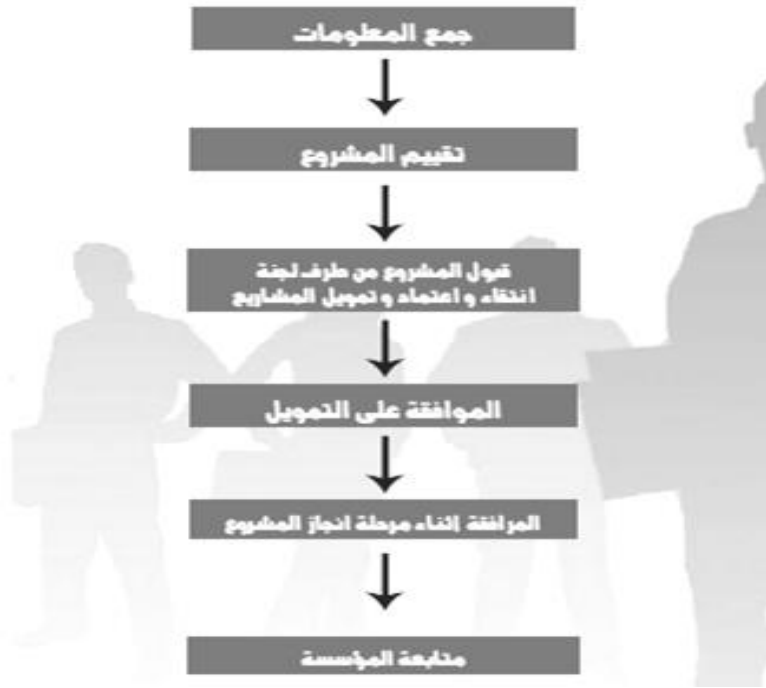 جمع المعلومات
تقييم المشروع
قبول المشروع من طرف لجنة
انتقاء و اعتماد و تمويل المشاريع
الموافقة على التمويل
المرافقة إثناء مرحلة انجاز المشروع
متابعة المؤسسة